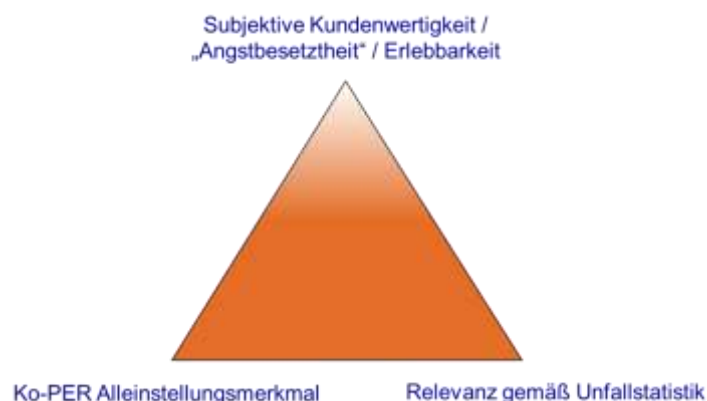 Subjektive Kundenwertigkeit /
„Angstbesetztheit“ / Erlebbarkeit
Ko-PER Alleinstellungsmerkmal
Relevanz gemäß Unfallstatistik